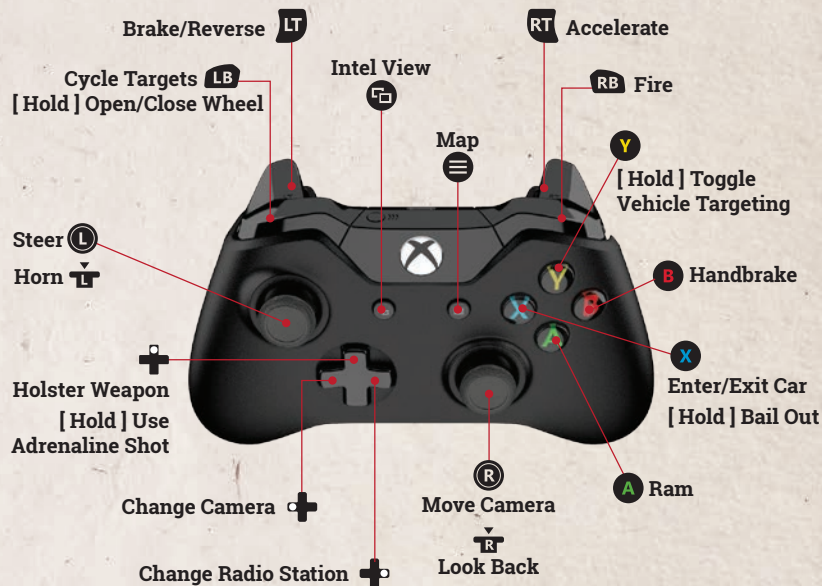 Brake/Reverse LT
RT Accelerate
Cycle Targets LB
[ Hold ] Open/Close Wheel
Intel View
RB Fire
Map
Y
[ Hold ] Toggle
Vehicle Targeting
Steer L
Horn L
B Handbrake
Y
X
B
A
X
Enter/Exit Car
[ Hold ] Bail Out
Holster Weapon
[ Hold ] Use
Adrenaline Shot
A Ram
R
Move Camera
R
Look Back
Change Camera
Change Radio Station